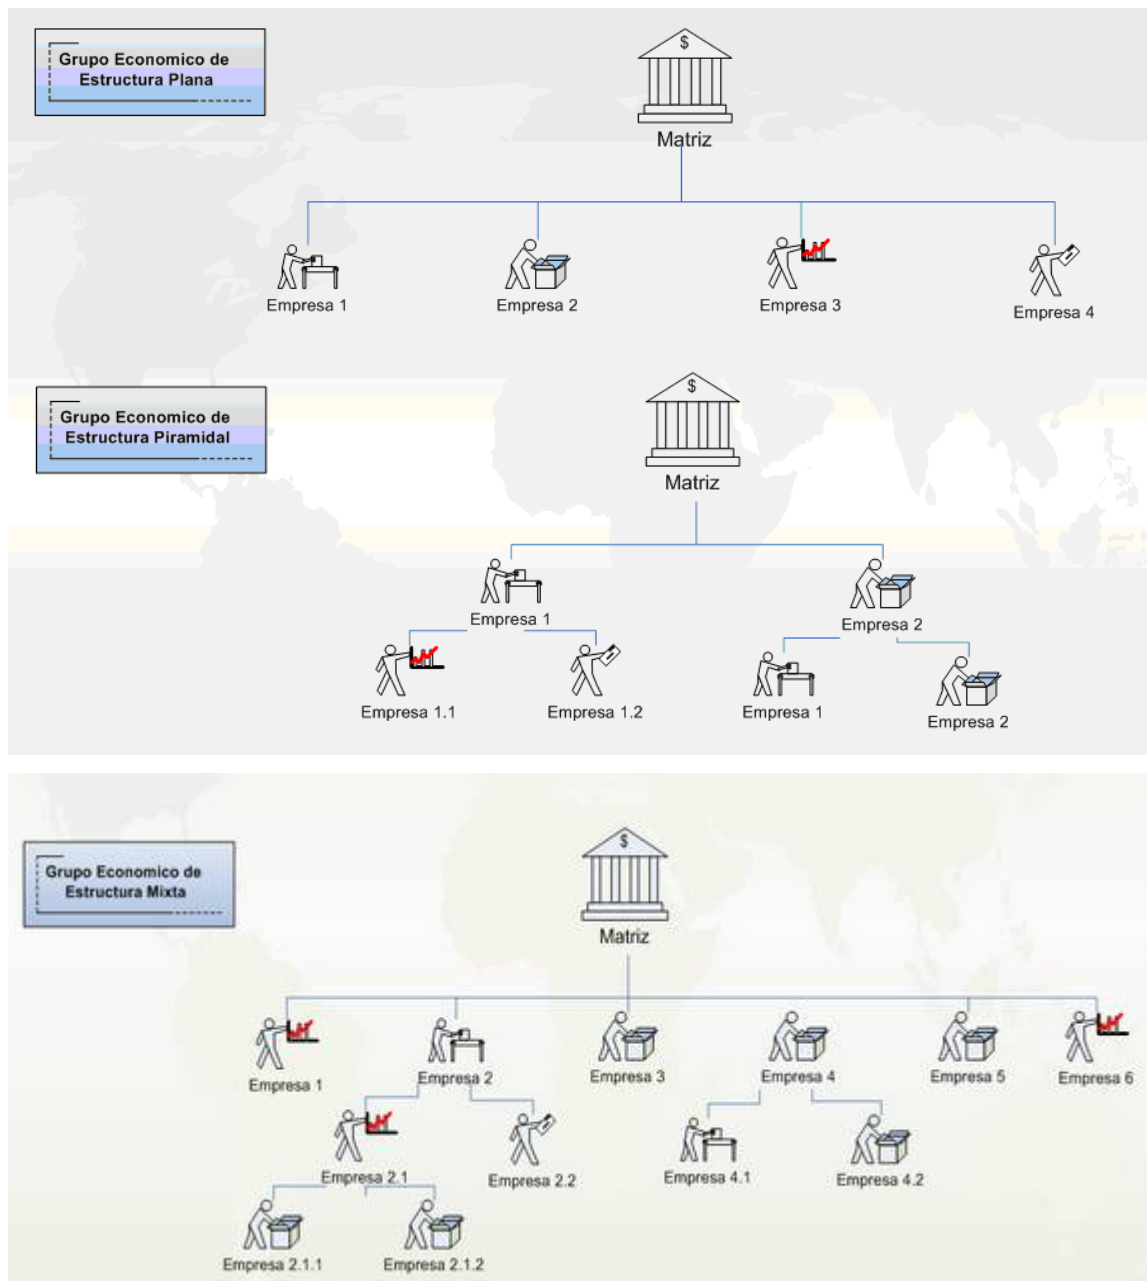 Grupo Economico de
Estructura Plana
$
Matriz
Empresa 1
Empresa 2
Empresa 3
Empresa 4
Grupo Economico de
Estructura Piramidal
$
Matriz
Empresa 1
Empresa 2
Empresa 1.1
Empresa 1.2
Empresa 1
Empresa 2
Grupo Economico de
Estructura Mixta
$
Matriz
Empresa 1
Empresa 2
Empresa 3
Empresa 4
Empresa 5
Empresa 6
Empresa 2.1
Empresa 2.2
Empresa 4.1
Empresa 4.2
Empresa 2.1.1
Empresa 2.1.2